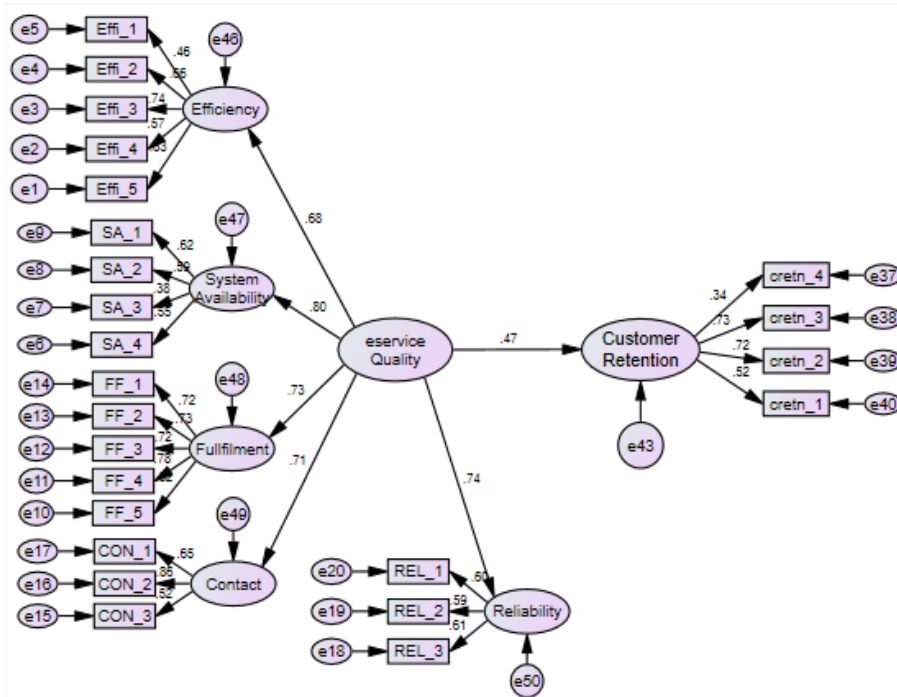 e5
Effi_1
e46
.46
e4
Effi_2
e3
Effi_3
.74
Efficiency
e2
Effi_4
.57
e1
Effi_5
.68
e9
SA_1
e47
.62
e8
SA_2
.59
System
Availability
e7
SA_3
.38
.55
e6
SA_4
.80
eservice
Quality
.47
Customer
Retention
cretn_4
e37
.34
cretn_3
e38
.73
cretn_2
e39
.72
cretn_1
e40
.52
e43
e14
FF_1
e48
.73
.72
e13
FF_2
.73
e12
FF_3
.72
Fullfilment
e11
FF_4
.78
e10
FF_5
.71
.74
e49
e17
CON_1
.65
e16
CON_2
Contact
e15
CON_3
.52
e20
REL_1
.60
e19
REL_2
.59
Reliability
e18
REL_3
.61
e50